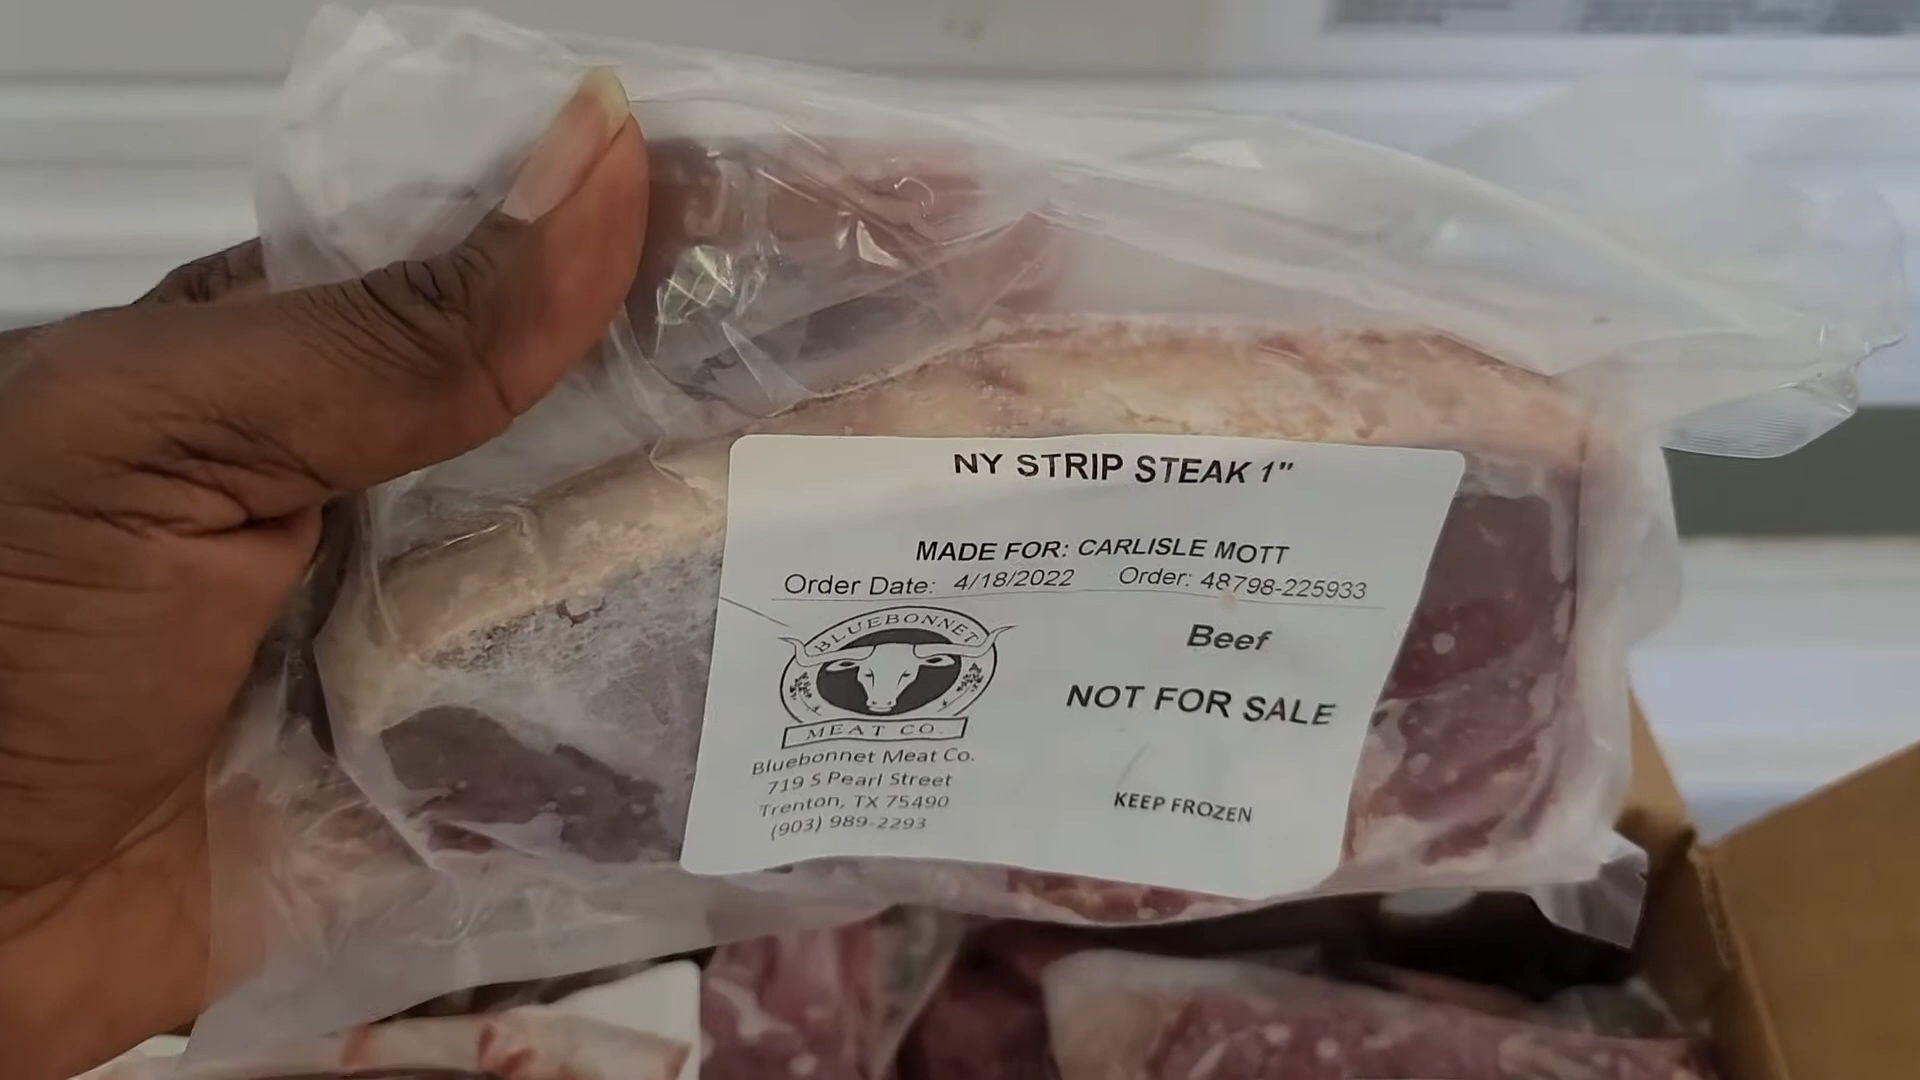 NY STRIP STEAK 1"
MADE FOR: CARLISLE MOTT
Order Date: 4/18/2022 Order: 48798-225933
BLUEBONNET
MEAT CO.
Beef
NOT FOR SALE
Bluebonnet Meat Co.
719 S Pearl Street
Trenton, TX 75490
(903) 989-2293
KEEP FROZEN